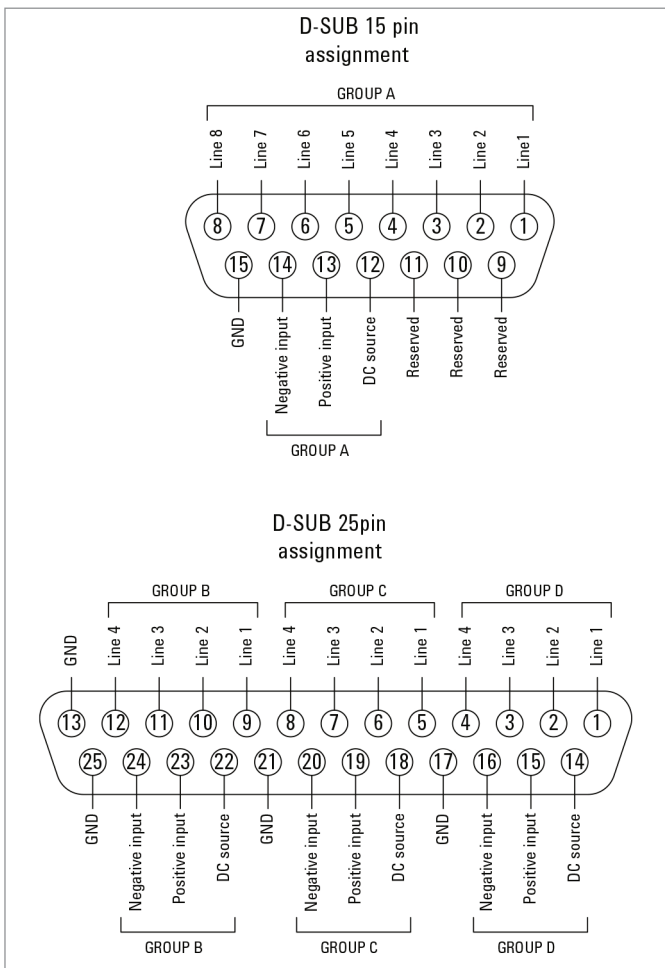 D-SUB 15 pin
assignment
GROUP A
Line 8 Line 7 Line 6 Line 5 Line 4 Line 3 Line 2 Line1
8 7 6 5 4 3 2 1
15 14 13 12 11 10 9
GND Negative input Positive input DC source Reserved Reserved Reserved
GROUP A
D-SUB 25pin
assignment
GROUP B GROUP C GROUP D
GND Line 4 Line 3 Line 2 Line 1 Line 4 Line 3 Line 2 Line 1 Line 4 Line 3 Line 2 Line 1
13 12 11 10 9 8 7 6 5 4 3 2 1
25 24 23 22 21 20 19 18 17 16 15 14
GND Negative input Positive input DC source GND Negative input Positive input DC source GND Negative input Positive input DC source
GROUP B GROUP C GROUP D